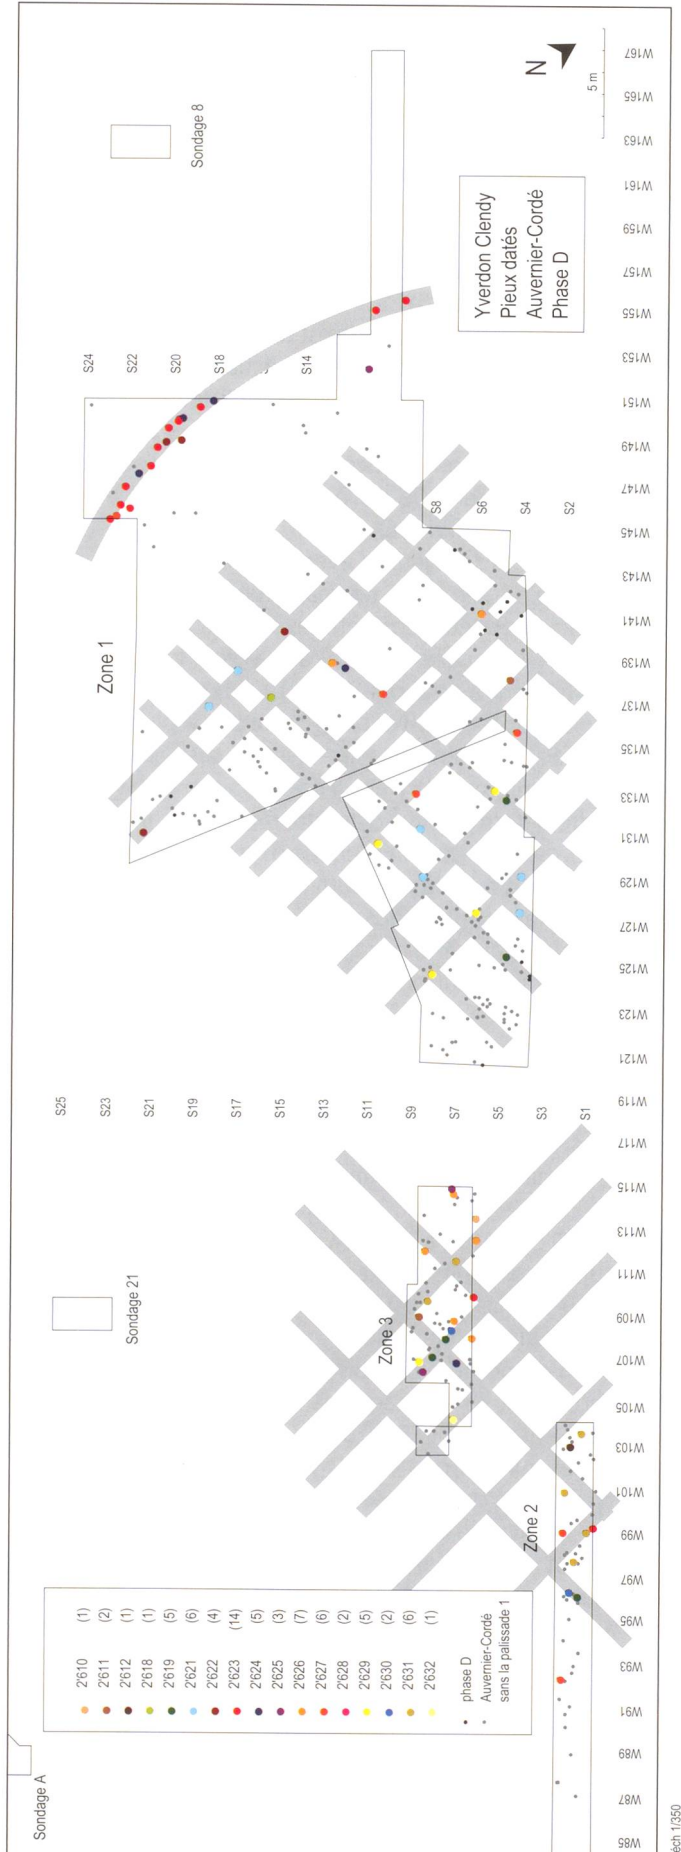 W167
W165
W163
W161
W159
W157
W155
W153
W151
W149
W147
W145
W143
W141
W139
W137
W135
W133
W131
W129
W127
W125
W123
W121
W119
W117
W115
W113
W111
W109
W107
W105
W103
W101
W99
W97
W95
W93
W91
W89
W87
W85
N
5 m
Sondage 8
Yverdon Clendy
Pieux datés
Auvernier-Cordé
Phase D
S24
S22
S20
S18
S14
S8
S6
S4
S2
Zone 1
S25
S23
S21
S19
S17
S15
S13
S11
S9
S7
S5
S3
S1
Sondage 21
Zone 3
Zone 2
2'610 (1)
2'611 (2)
2'612 (1)
2'618 (1)
2'619 (5)
2'621 (6)
2'622 (4)
2'623 (14)
2'624 (5)
2'625 (3)
2'626 (7)
2'627 (6)
2'628 (2)
2'629 (5)
2'630 (2)
2'631 (6)
2'632 (1)
phase D
Auvernier-Cordé
sans la palissade 1
Sondage A
éch 1/350